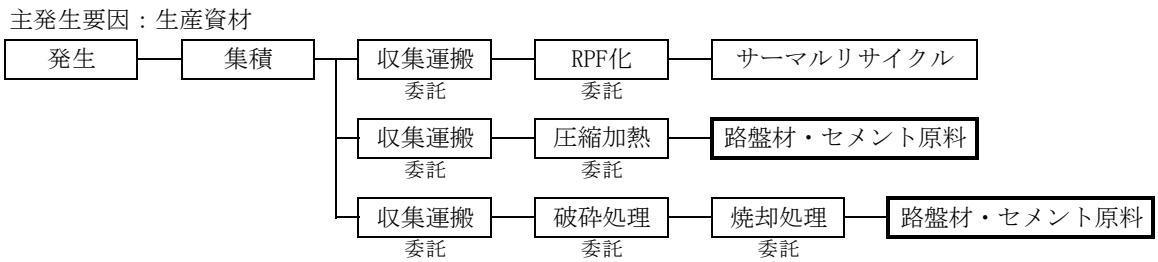 主発生要因:生産資材
発生 集積 収集運搬 RPF化 サーマルリサイクル
委託 委託
収集運搬 圧縮加熱 路盤材・セメント原料
委託 委託
収集運搬 破砕処理 焼却処理 路盤材・セメント原料
委託 委託 委託